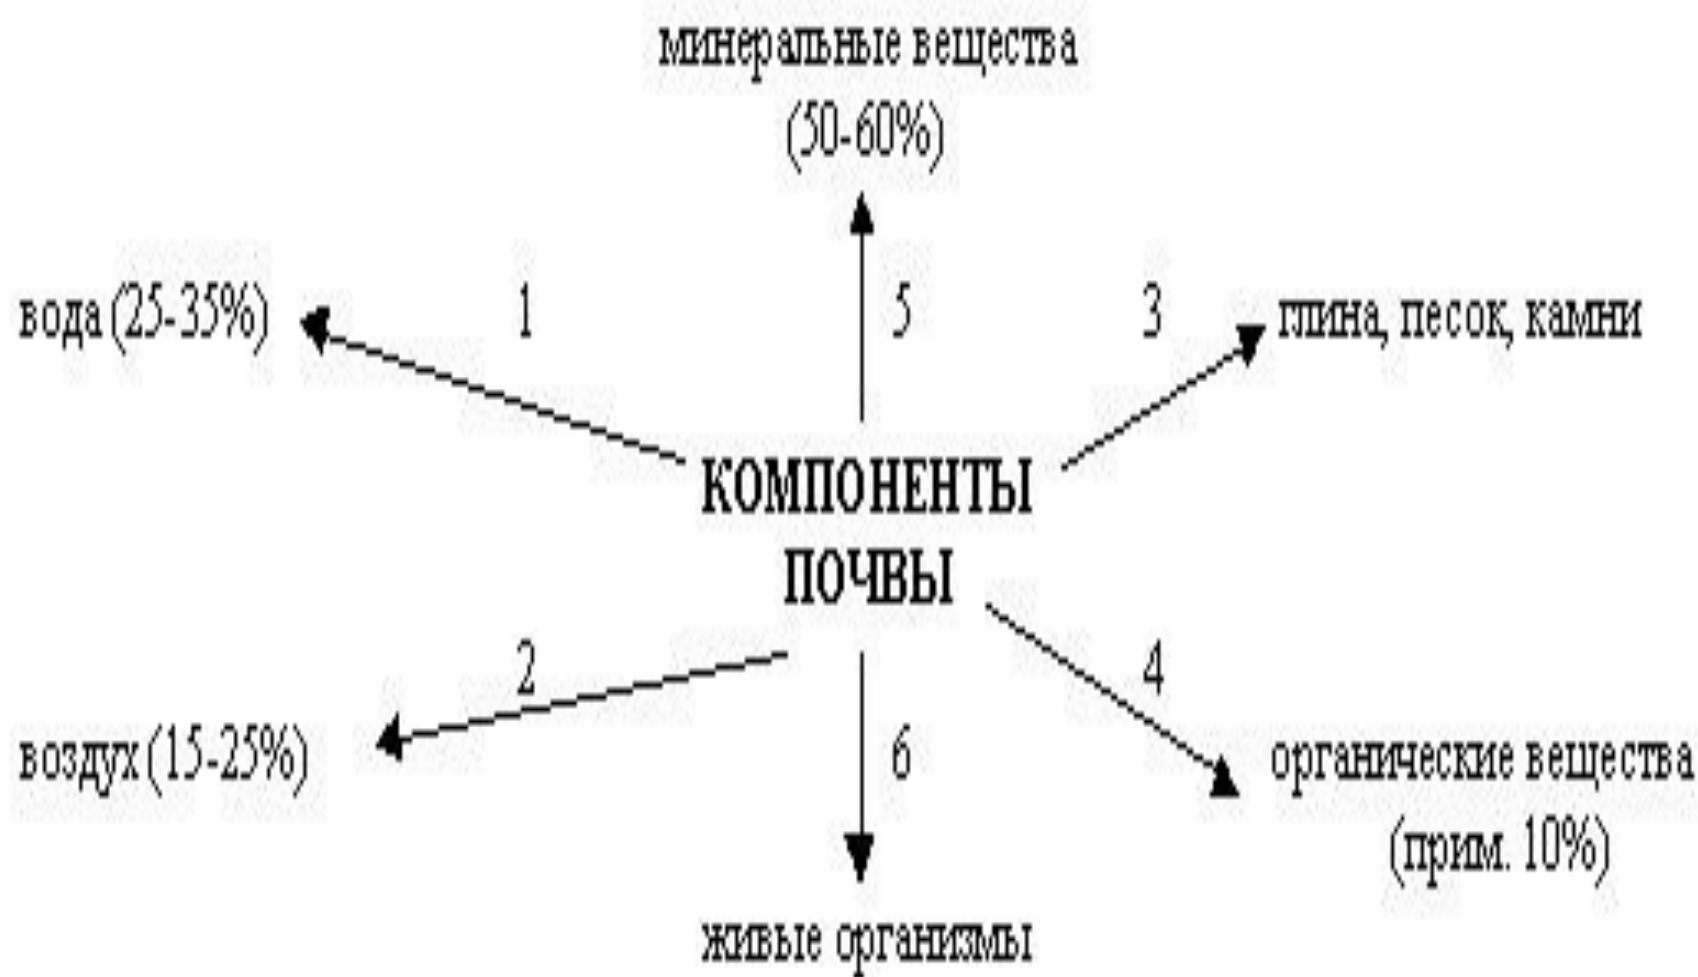 минеральные вещества
(50-60%)
вода (25-35%)
1
5
3
глина, песок, камни
КОМПОНЕНТЫ
ПОЧВЫ
2
4
воздух (15-25%)
6
органические вещества
(прим. 10%)
живые организмы